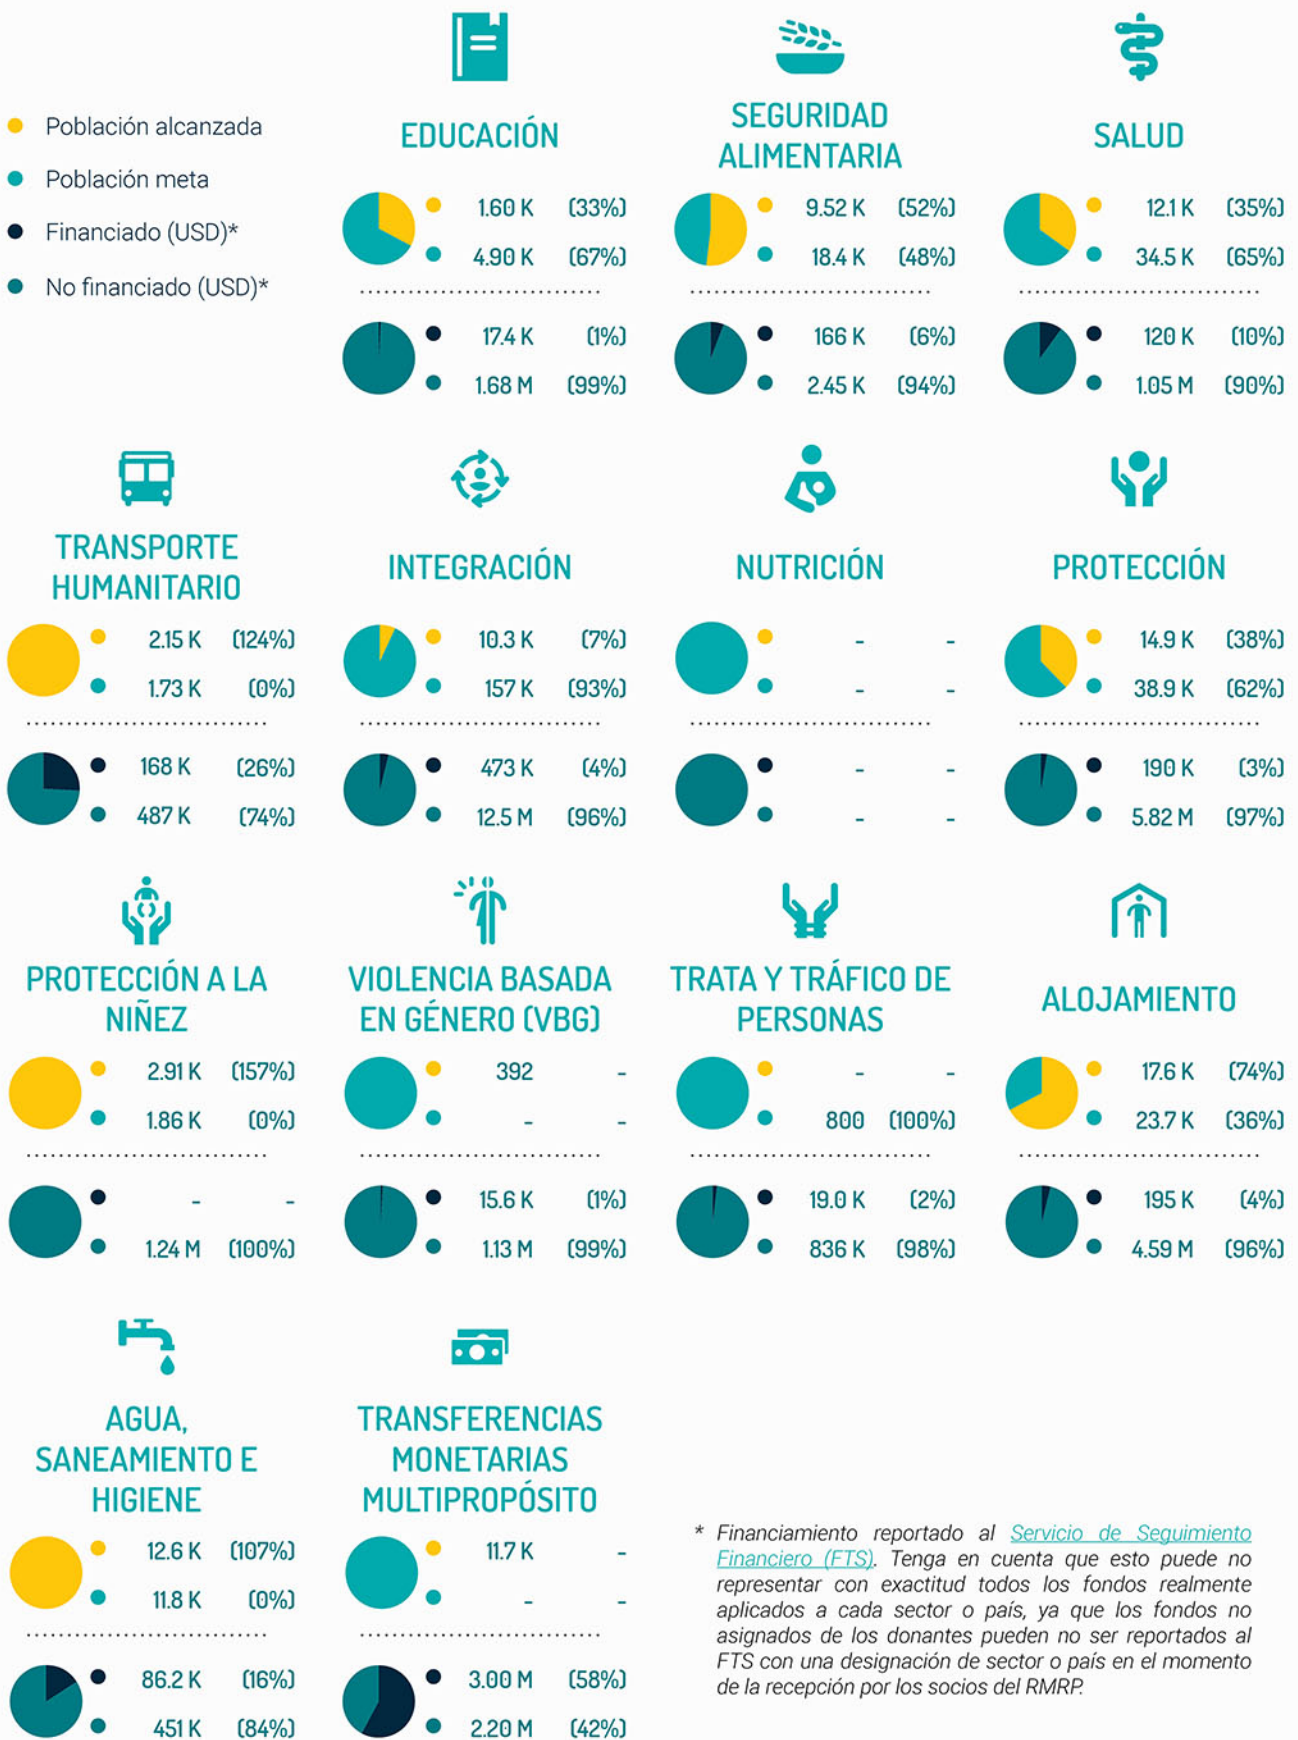 Población alcanzada
Población meta
Financiado (USD)*
No financiado (USD)*
EDUCACIÓN
1.60 K (33%)
4.90 K (67%)
17.4 K (1%)
1.68 M (99%)
SEGURIDAD
ALIMENTARIA
9.52 K (52%)
18.4 K (48%)
166 K (6%)
2.45 K (94%)
SALUD
12.1 K (35%)
34.5 K (65%)
120 K (10%)
1.05 M (90%)
TRANSPORTE
HUMANITARIO
2.15 K (124%)
1.73 K (0%)
168 K (26%)
487 K (74%)
INTEGRACIÓN
10.3 K (7%)
157 K (93%)
473 K (4%)
12.5 M (96%)
NUTRICIÓN
- -
- -
- -
- -
PROTECCIÓN
14.9 K (38%)
38.9 K (62%)
190 K (3%)
5.82 M (97%)
PROTECCIÓN A LA
NIÑEZ
2.91 K (157%)
1.86 K (0%)
- -
1.24 M (100%)
VIOLENCIA BASADA
EN GÉNERO (VBG)
392 -
- -
15.6 K (1%)
1.13 M (99%)
TRATA Y TRÁFICO DE
PERSONAS
- -
800 (100%)
19.0 K (2%)
836 K (98%)
ALOJAMIENTO
17.6 K (74%)
23.7 K (36%)
195 K (4%)
4.59 M (96%)
AGUA,
SANEAMIENTO E
HIGIENE
12.6 K (107%)
11.8 K (0%)
86.2 K (16%)
451 K (84%)
TRANSFERENCIAS
MONETARIAS
MULTIPROPÓSITO
11.7 K -
- -
3.00 M (58%)
2.20 M (42%)
* Financiamiento reportado al Servicio de Seguimiento
Financiero (FTS). Tenga en cuenta que esto puede no
representar con exactitud todos los fondos realmente
aplicados a cada sector o país, ya que los fondos no
asignados de los donantes pueden no ser reportados al
FTS con una designación de sector o país en el momento
de la recepción por los socios del RMRP.